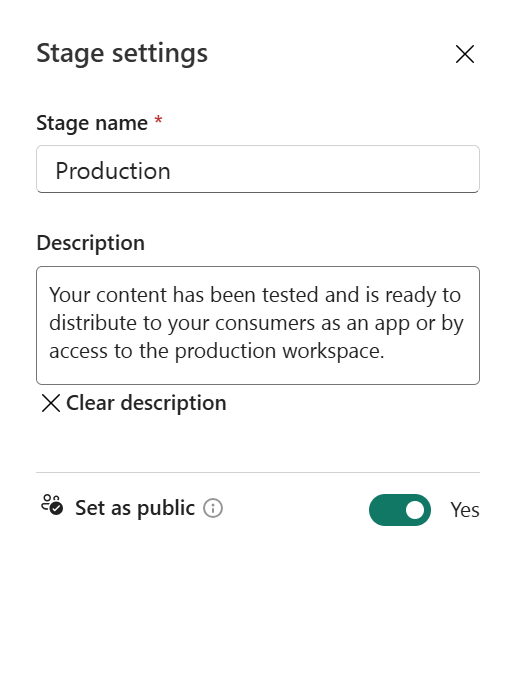 Stage settings
Stage name *
Production
Description
Your content has been tested and is ready to
distribute to your consumers as an app or by
access to the production workspace.
Clear description
Set as public
Yes